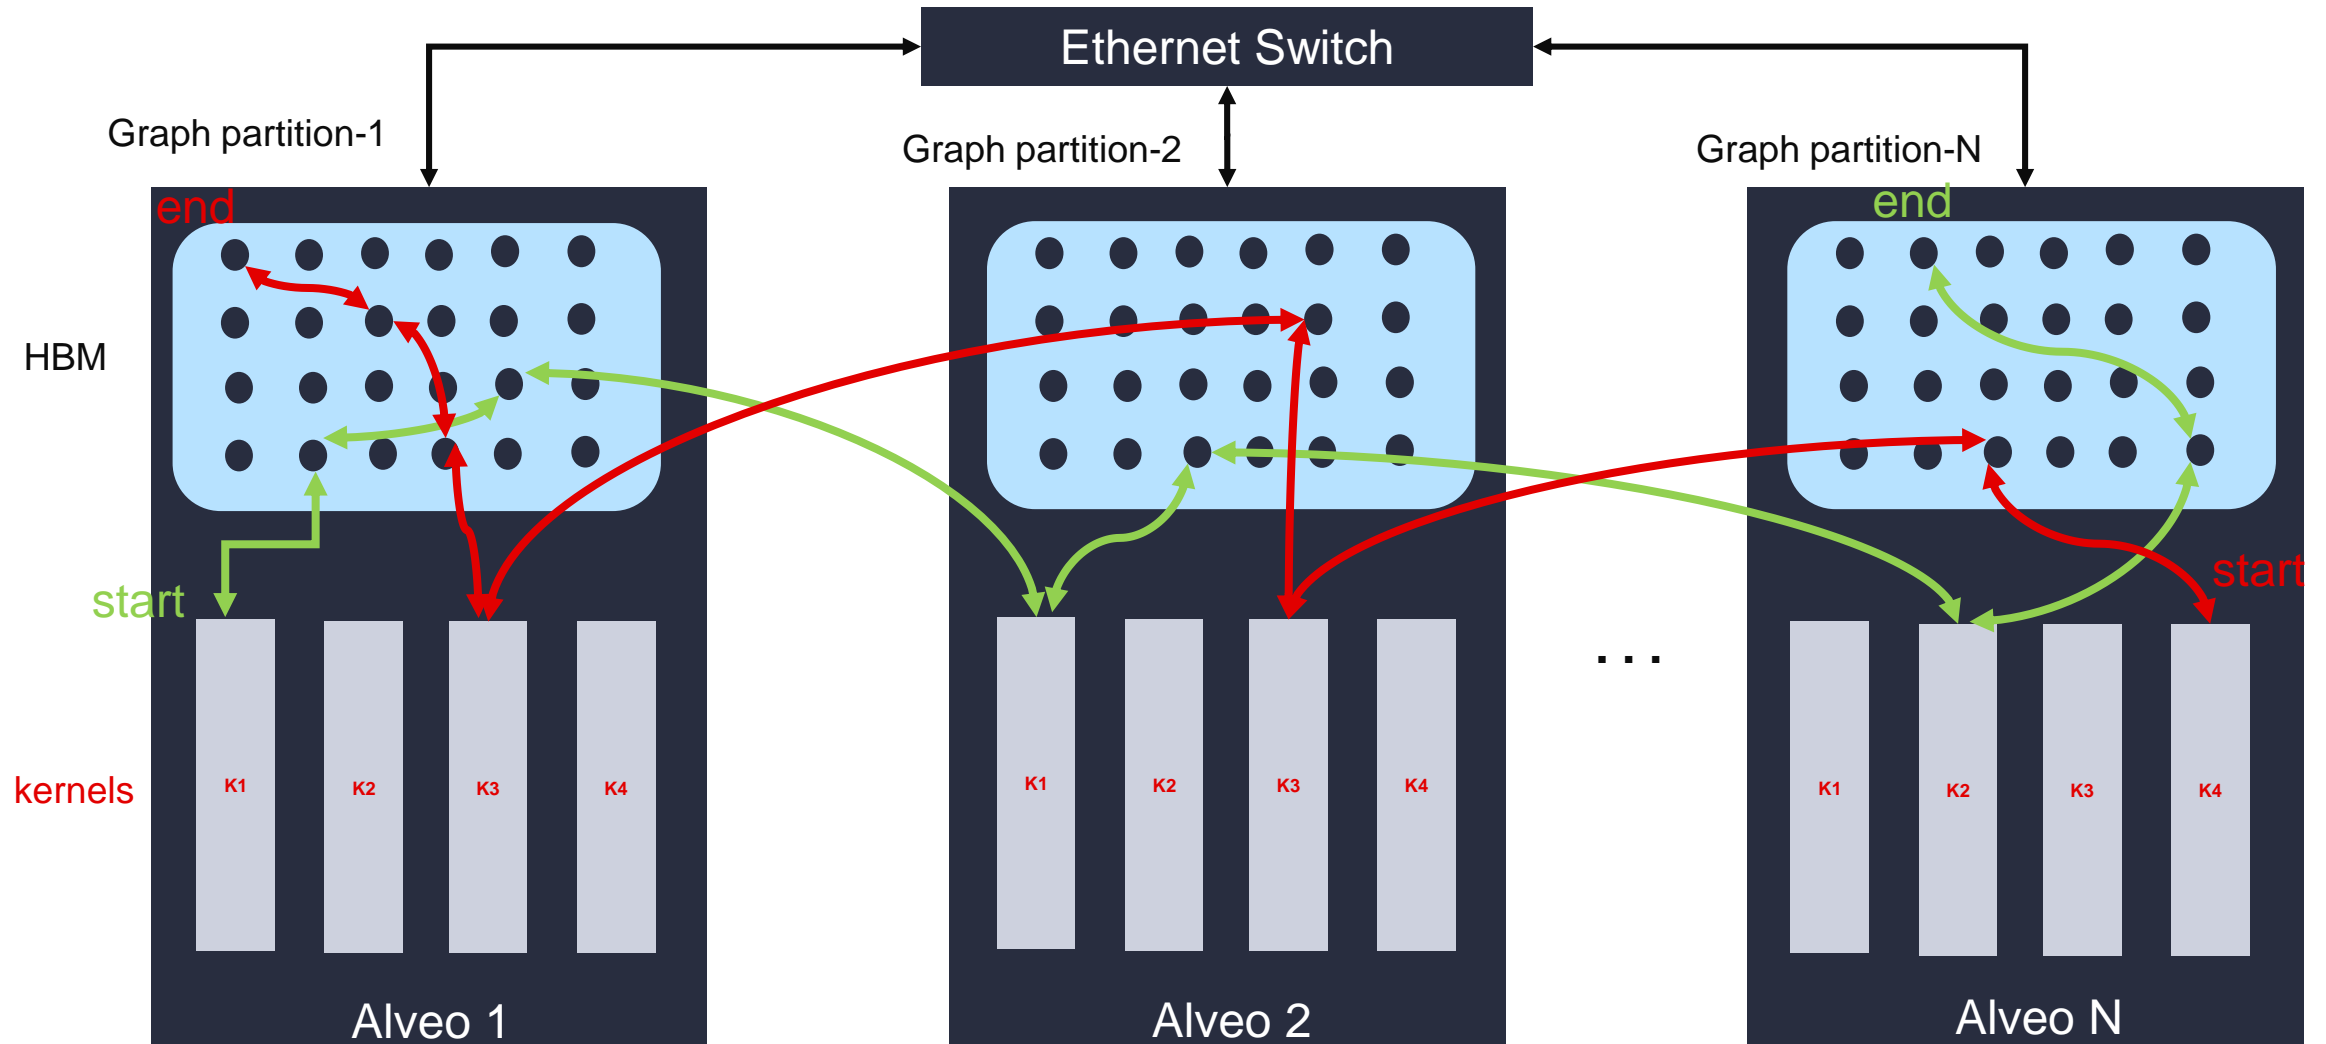 Ethernet Switch
Graph partition-1
Graph partition-2
Graph partition-N
end
end
HBM
start
start
. . .
kernels
K1
K2
K3
K4
K1
K2
K3
K4
K1
K2
K3
K4
Alveo 1
Alveo 2
Alveo N